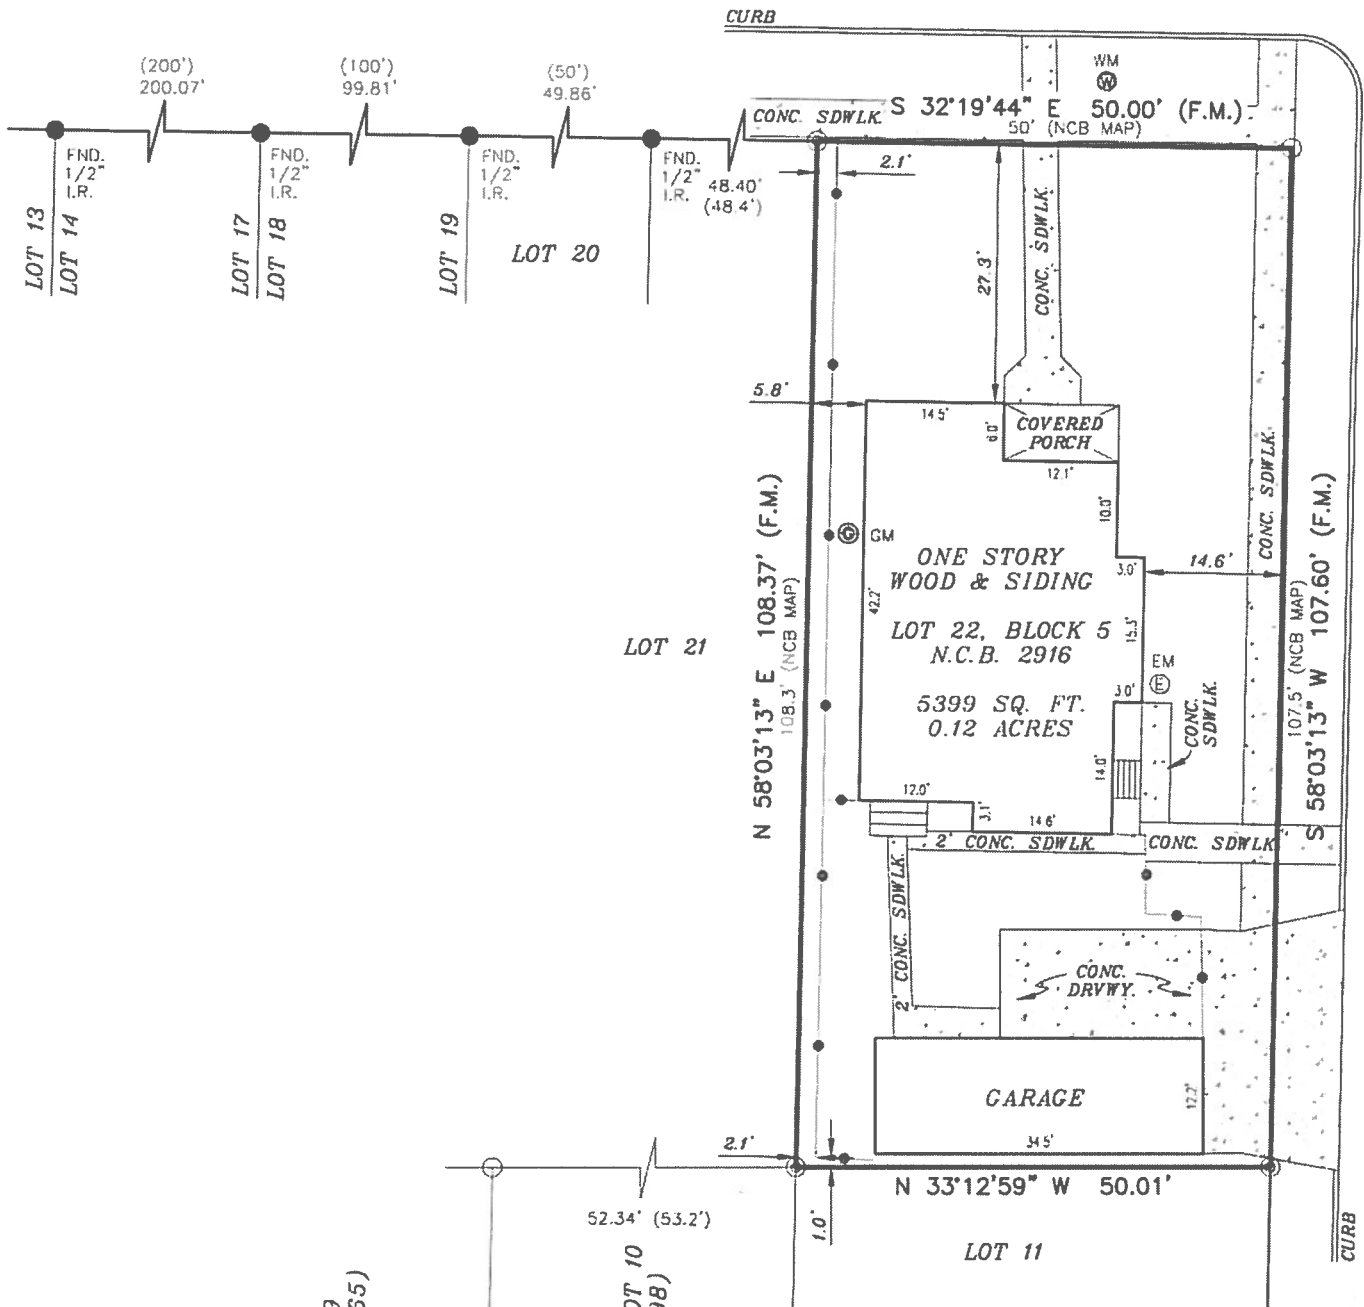 CURB
(200')
200.07'
(100')
99.81'
(50')
49.86'
WM
W
CONC. SDWLK.
S 32°19'44" E 50.00' (F.M.)
50' (NCB MAP)
FND.
1/2"
I.R.
FND.
1/2"
I.R.
FND.
1/2"
I.R.
FND.
1/2"
I.R.
48.40'
(48.4')
2.1'
LOT 13
LOT 14
LOT 17
LOT 18
LOT 19
LOT 20
27.3'
CONC. SDWLK.
5.8'
14.5'
6.0'
COVERED
PORCH
12.1'
10.0'
CONC. SDWLK.
N 58°03'13" E 108.37' (F.M.)
108.3' (NCB MAP)
G
GM
42.2'
ONE STORY
WOOD & SIDING
3.0'
14.6'
LOT 21
LOT 22, BLOCK 5
N.C.B. 2916
15.3'
5399 SQ. FT.
0.12 ACRES
EM
E
3.0'
CONC.
SDWLK.
S 58°03'13" W 107.60' (F.M.)
107.5' (NCB MAP)
14.0'
12.0'
3.1'
14.6'
2' CONC. SDWLK.
CONC. SDWLK.
2' CONC. SDWLK.
CONC.
DRVWY.
GARAGE
12.2'
34.5'
2.1'
N 33°12'59" W 50.01'
52.34' (53.2')
1.0'
LOT 11
CURB
OT 10
98)
9
65)